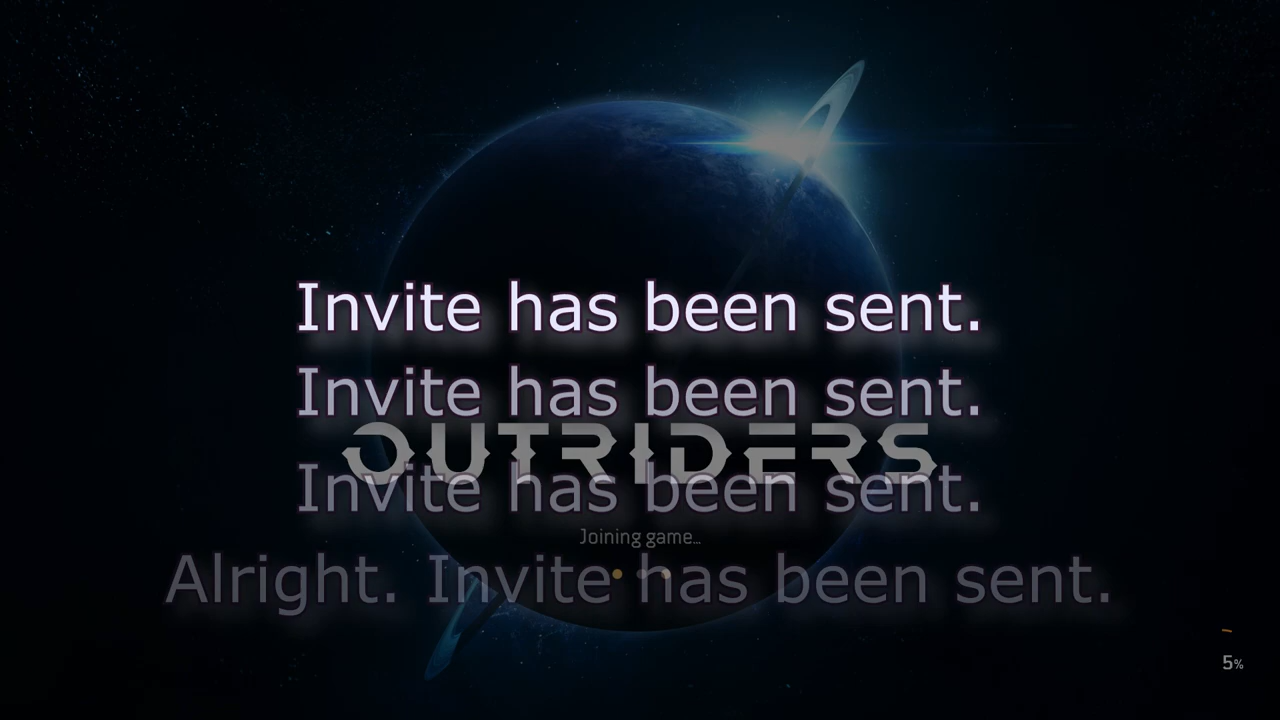 Invite has been sent.
Invite has been sent.
OUTRIDERS
Invite has been sent.
Joining game...
Alright. Invite has been sent.
5%